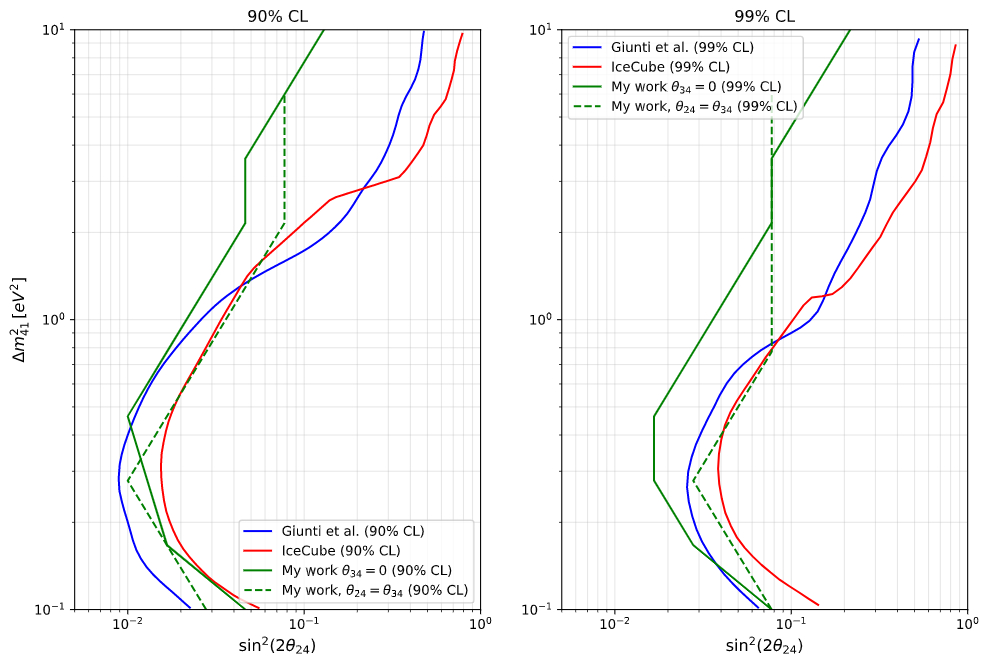 90% CL
99% CL
10¹
10⁰
10⁻¹
Δm²₄₁ [eV²]
10⁻²
10⁻¹
10⁰
sin²(2θ₂₄)
Giunti et al. (90% CL)
IceCube (90% CL)
My work θ₃₄ = 0 (90% CL)
My work, θ₂₄ = θ₃₄ (90% CL)
10¹
10⁰
10⁻¹
10⁻²
10⁻¹
10⁰
sin²(2θ₂₄)
Giunti et al. (99% CL)
IceCube (99% CL)
My work θ₃₄ = 0 (99% CL)
My work, θ₂₄ = θ₃₄ (99% CL)